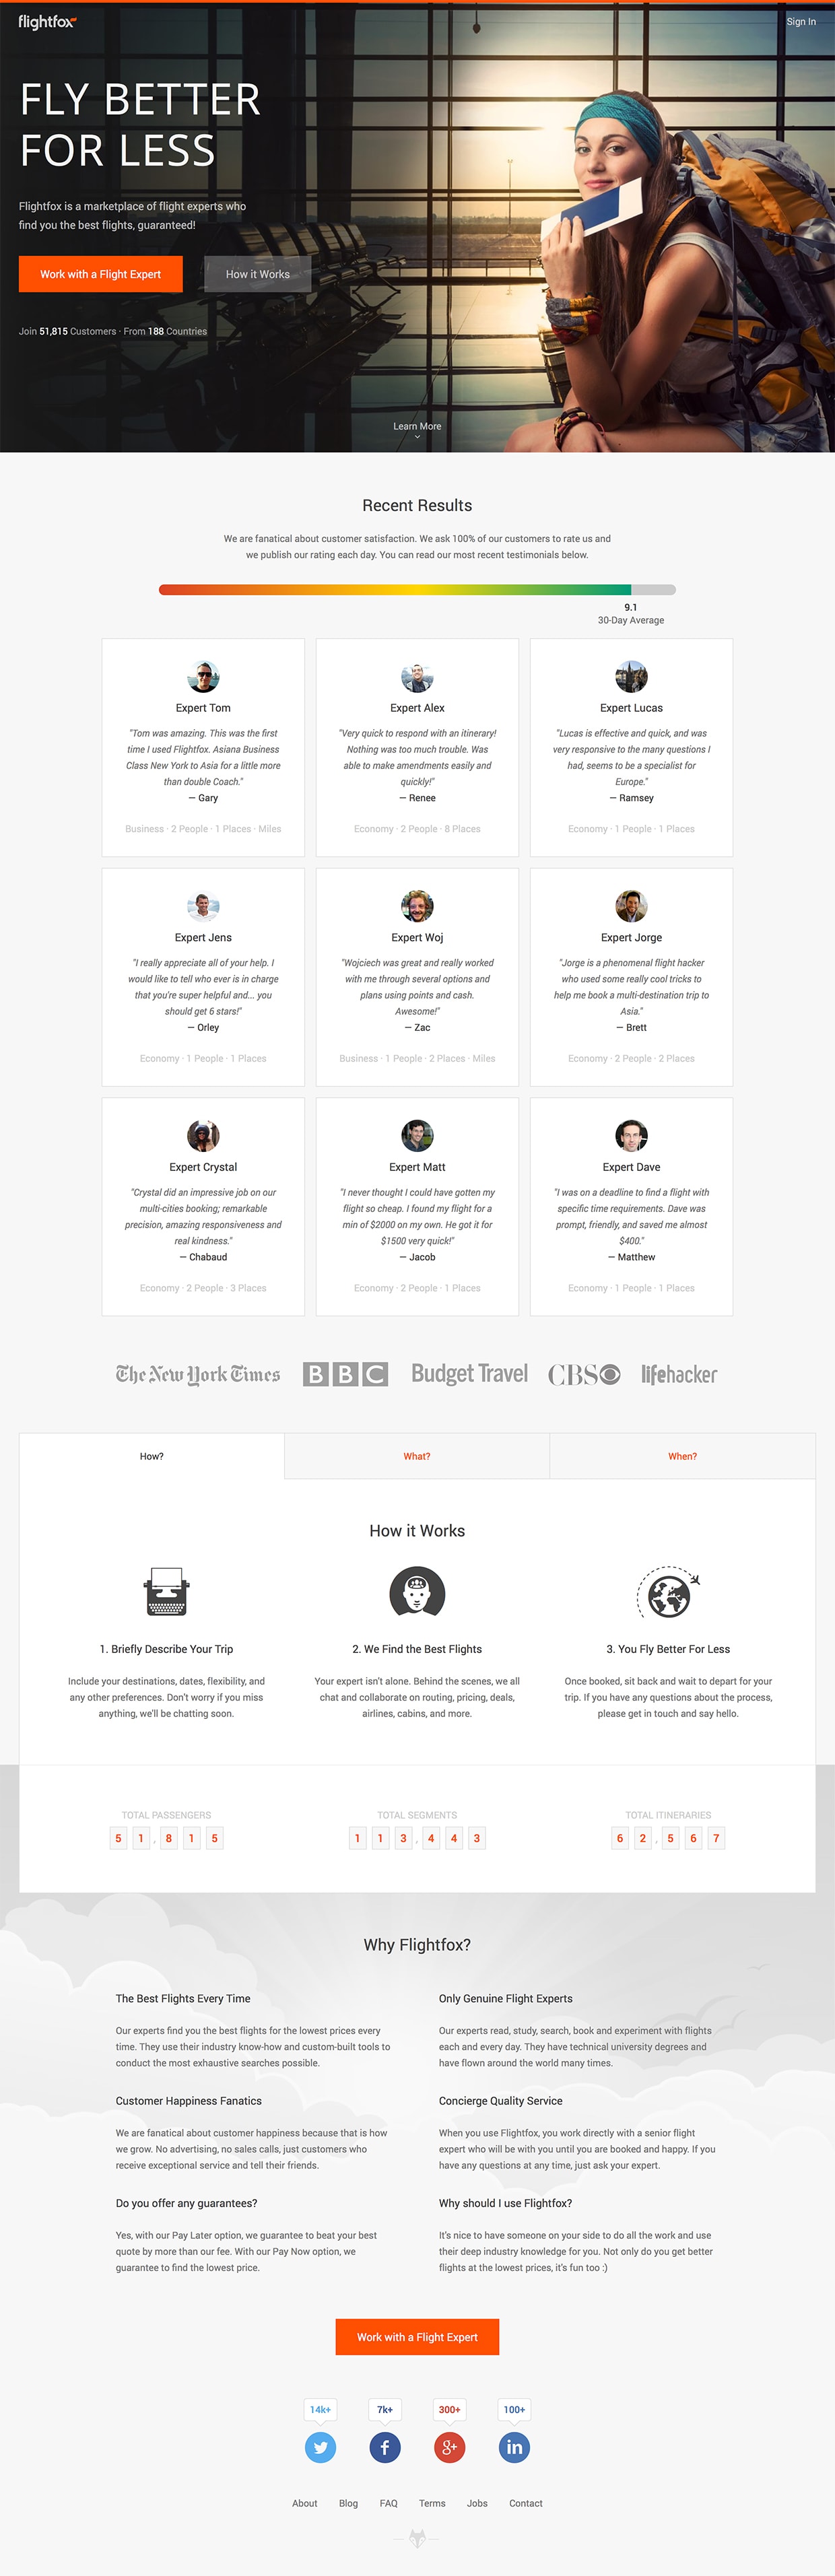 flightfox
Sign In
FLY BETTER
FOR LESS
Flightfox is a marketplace of flight experts who
find you the best flights, guaranteed!
Work with a Flight Expert
How it Works
Join 51,815 Customers · From 188 Countries
Learn More
Recent Results
We are fanatical about customer satisfaction. We ask 100% of our customers to rate us and
we publish our rating each day. You can read our most recent testimonials below.
9.1
30-Day Average
Expert Tom
"Tom was amazing. This was the first
time I used Flightfox. Asiana Business
Class New York to Asia for a little more
than double Coach."
— Gary
Business · 2 People · 1 Places · Miles
Expert Alex
"Very quick to respond with an itinerary!
Nothing was too much trouble. Was
able to make amendments easily and
quickly!"
— Renee
Economy · 2 People · 8 Places
Expert Lucas
"Lucas is effective and quick, and was
very responsive to the many questions I
had, seems to be a specialist for
Europe."
— Ramsey
Economy · 1 People · 1 Places
Expert Jens
"I really appreciate all of your help. I
would like to tell who ever is in charge
that you're super helpful and... you
should get 6 stars!"
— Orley
Economy · 1 People · 1 Places
Expert Woj
"Wojciech was great and really worked
with me through several options and
plans using points and cash.
Awesome!"
— Zac
Business · 1 People · 2 Places · Miles
Expert Jorge
"Jorge is a phenomenal flight hacker
who used some really cool tricks to
help me book a multi-destination trip to
Asia."
— Brett
Economy · 2 People · 2 Places
Expert Crystal
"Crystal did an impressive job on our
multi-cities booking; remarkable
precision, amazing responsiveness and
real kindness."
— Chabaud
Economy · 2 People · 3 Places
Expert Matt
"I never thought I could have gotten my
flight so cheap. I found my flight for a
min of $2000 on my own. He got it for
$1500 very quick!"
— Jacob
Economy · 2 People · 1 Places
Expert Dave
"I was on a deadline to find a flight with
specific time requirements. Dave was
prompt, friendly, and saved me almost
$400."
— Matthew
Economy · 1 People · 1 Places
The New York Times
BBC
Budget Travel
CBS
lifehacker
How?
What?
When?
How it Works
1. Briefly Describe Your Trip
Include your destinations, dates, flexibility, and
any other preferences. Don't worry if you miss
anything, we'll be chatting soon.
2. We Find the Best Flights
Your expert isn't alone. Behind the scenes, we all
chat and collaborate on routing, pricing, deals,
airlines, cabins, and more.
3. You Fly Better For Less
Once booked, sit back and wait to depart for your
trip. If you have any questions about the process,
please get in touch and say hello.
TOTAL PASSENGERS
51,815
TOTAL SEGMENTS
113,443
TOTAL ITINERARIES
62,567
Why Flightfox?
The Best Flights Every Time
Our experts find you the best flights for the lowest prices every
time. They use their industry know-how and custom-built tools to
conduct the most exhaustive searches possible.
Only Genuine Flight Experts
Our experts read, study, search, book and experiment with flights
each and every day. They have technical university degrees and
have flown around the world many times.
Customer Happiness Fanatics
We are fanatical about customer happiness because that is how
we grow. No advertising, no sales calls, just customers who
receive exceptional service and tell their friends.
Concierge Quality Service
When you use Flightfox, you work directly with a senior flight
expert who will be with you until you are booked and happy. If you
have any questions at any time, just ask your expert.
Do you offer any guarantees?
Yes, with our Pay Later option, we guarantee to beat your best
quote by more than our fee. With our Pay Now option, we
guarantee to find the lowest price.
Why should I use Flightfox?
It's nice to have someone on your side to do all the work and use
their deep industry knowledge for you. Not only do you get better
flights at the lowest prices, it's fun too :)
Work with a Flight Expert
14k+
7k+
300+
100+
f
g+
in
About
Blog
FAQ
Terms
Jobs
Contact